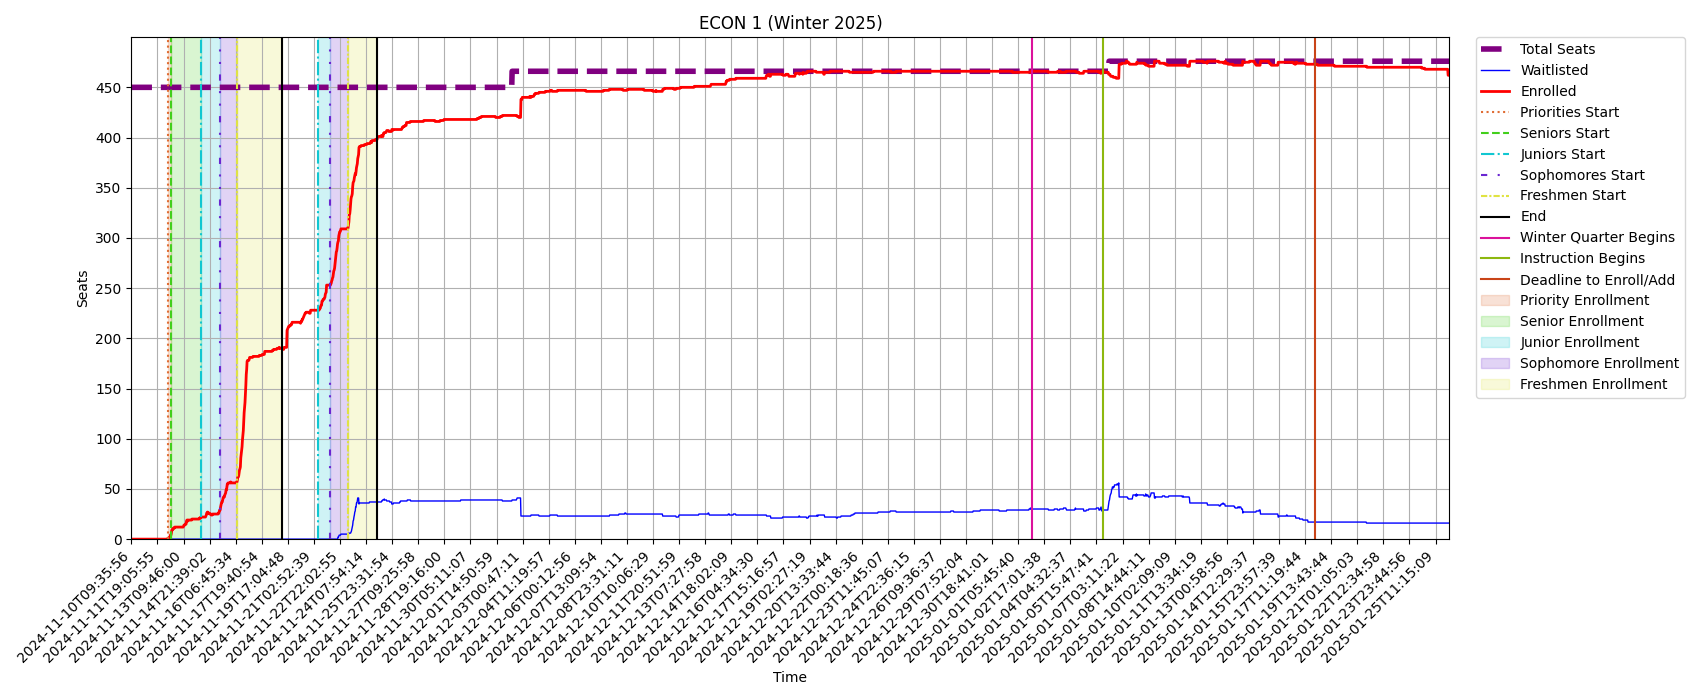 ECON 1 (Winter 2025)
Seats
450
400
350
300
250
200
150
100
50
0
2024-11-10T09:35:56
2024-11-11T19:05:55
2024-11-13T09:46:00
2024-11-14T21:39:02
2024-11-16T06:45:34
2024-11-17T19:40:54
2024-11-19T17:04:48
2024-11-21T02:52:39
2024-11-22T22:02:55
2024-11-24T07:54:14
2024-11-25T23:31:54
2024-11-27T09:25:58
2024-11-28T19:16:00
2024-11-30T05:11:07
2024-12-01T14:50:59
2024-12-03T00:47:11
2024-12-04T11:19:57
2024-12-06T00:12:56
2024-12-07T13:09:54
2024-12-08T23:31:11
2024-12-10T10:06:29
2024-12-11T20:51:59
2024-12-13T07:27:58
2024-12-14T18:02:09
2024-12-16T04:34:30
2024-12-17T15:16:57
2024-12-19T02:27:19
2024-12-20T13:33:44
2024-12-22T00:18:36
2024-12-23T11:45:07
2024-12-24T22:36:15
2024-12-26T09:36:37
2024-12-29T07:52:04
2024-12-30T18:41:01
2025-01-01T05:45:40
2025-01-02T17:01:38
2025-01-04T04:32:37
2025-01-05T15:47:41
2025-01-07T03:11:22
2025-01-08T14:44:11
2025-01-10T02:09:09
2025-01-11T13:34:19
2025-01-13T00:58:56
2025-01-14T12:29:37
2025-01-15T23:57:39
2025-01-17T11:19:44
2025-01-19T13:43:44
2025-01-21T01:05:03
2025-01-22T12:34:58
2025-01-23T23:44:56
2025-01-25T11:15:09
Time
Total Seats
Waitlisted
Enrolled
Priorities Start
Seniors Start
Juniors Start
Sophomores Start
Freshmen Start
End
Winter Quarter Begins
Instruction Begins
Deadline to Enroll/Add
Priority Enrollment
Senior Enrollment
Junior Enrollment
Sophomore Enrollment
Freshmen Enrollment